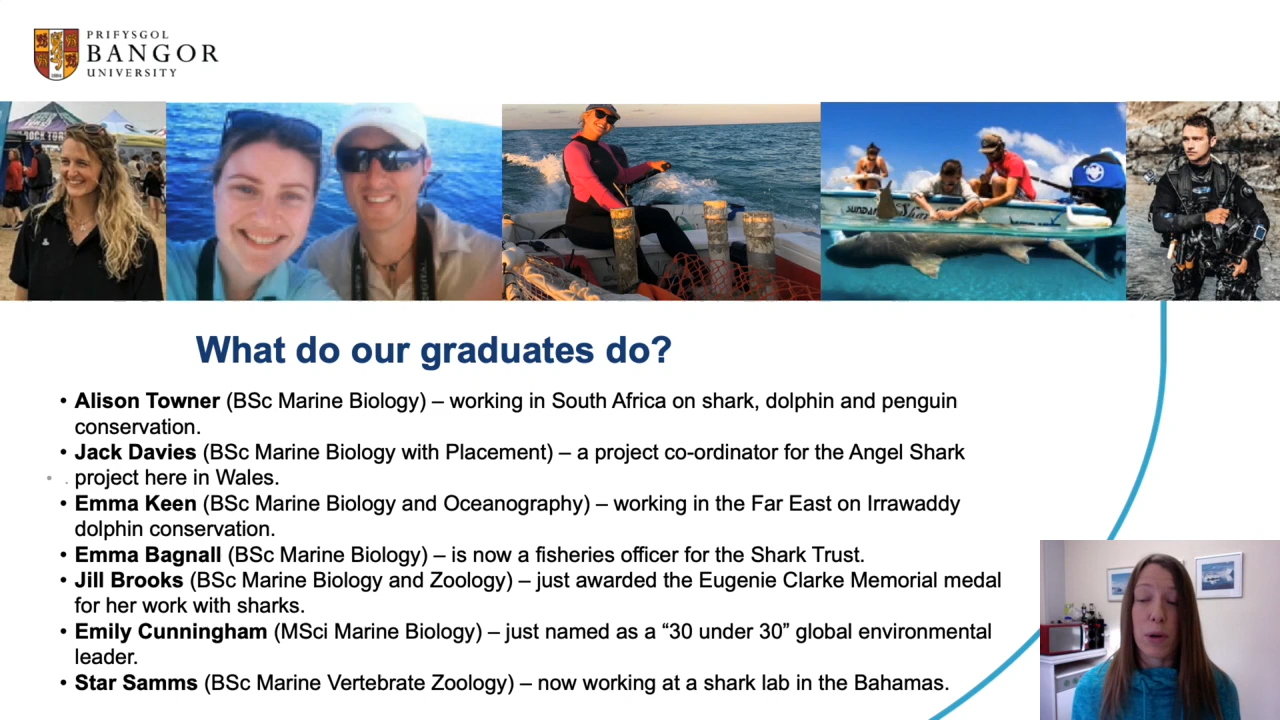 PRIFYSGOL
BANGOR
UNIVERSITY
What do our graduates do?
• Alison Towner (BSc Marine Biology) – working in South Africa on shark, dolphin and penguin
conservation.
• Jack Davies (BSc Marine Biology with Placement) – a project co-ordinator for the Angel Shark
project here in Wales.
• Emma Keen (BSc Marine Biology and Oceanography) – working in the Far East on Irrawaddy
dolphin conservation.
• Emma Bagnall (BSc Marine Biology) – is now a fisheries officer for the Shark Trust.
• Jill Brooks (BSc Marine Biology and Zoology) – just awarded the Eugenie Clarke Memorial medal
for her work with sharks.
• Emily Cunningham (MSci Marine Biology) – just named as a “30 under 30” global environmental
leader.
• Star Samms (BSc Marine Vertebrate Zoology) – now working at a shark lab in the Bahamas.